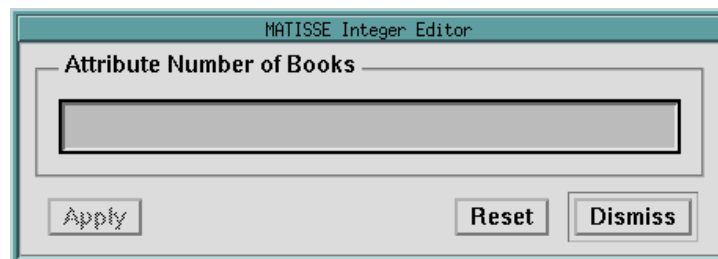 MATISSE Integer Editor
Attribute Number of Books
Apply Reset Dismiss